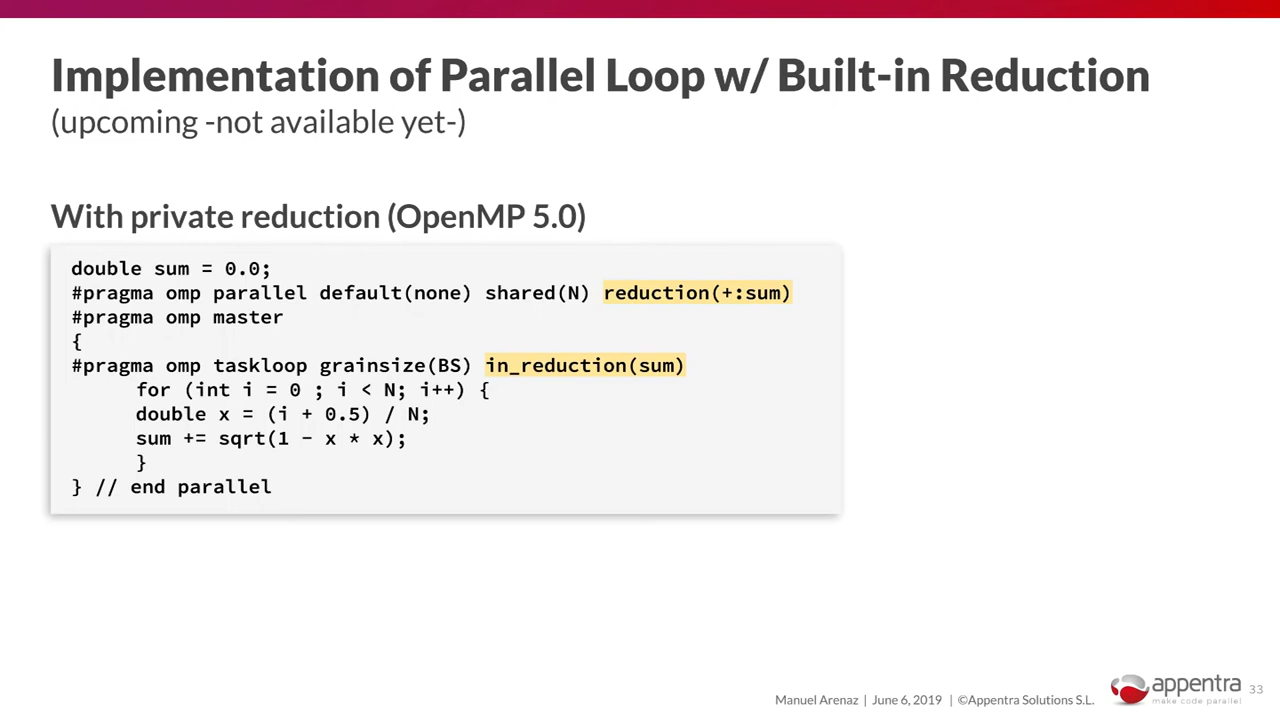 Implementation of Parallel Loop w/ Built-in Reduction
(upcoming -not available yet-)
With private reduction (OpenMP 5.0)
double sum = 0.0;
#pragma omp parallel default(none) shared(N) reduction(+:sum)
#pragma omp master
{
#pragma omp taskloop grainsize(BS) in_reduction(sum)
for (int i = 0 ; i < N; i++) {
double x = (i + 0.5) / N;
sum += sqrt(1 - x * x);
}
} // end parallel
Manuel Arenaz | June 6, 2019 | ©Appentra Solutions S.L.
appentra
make code parallel
33